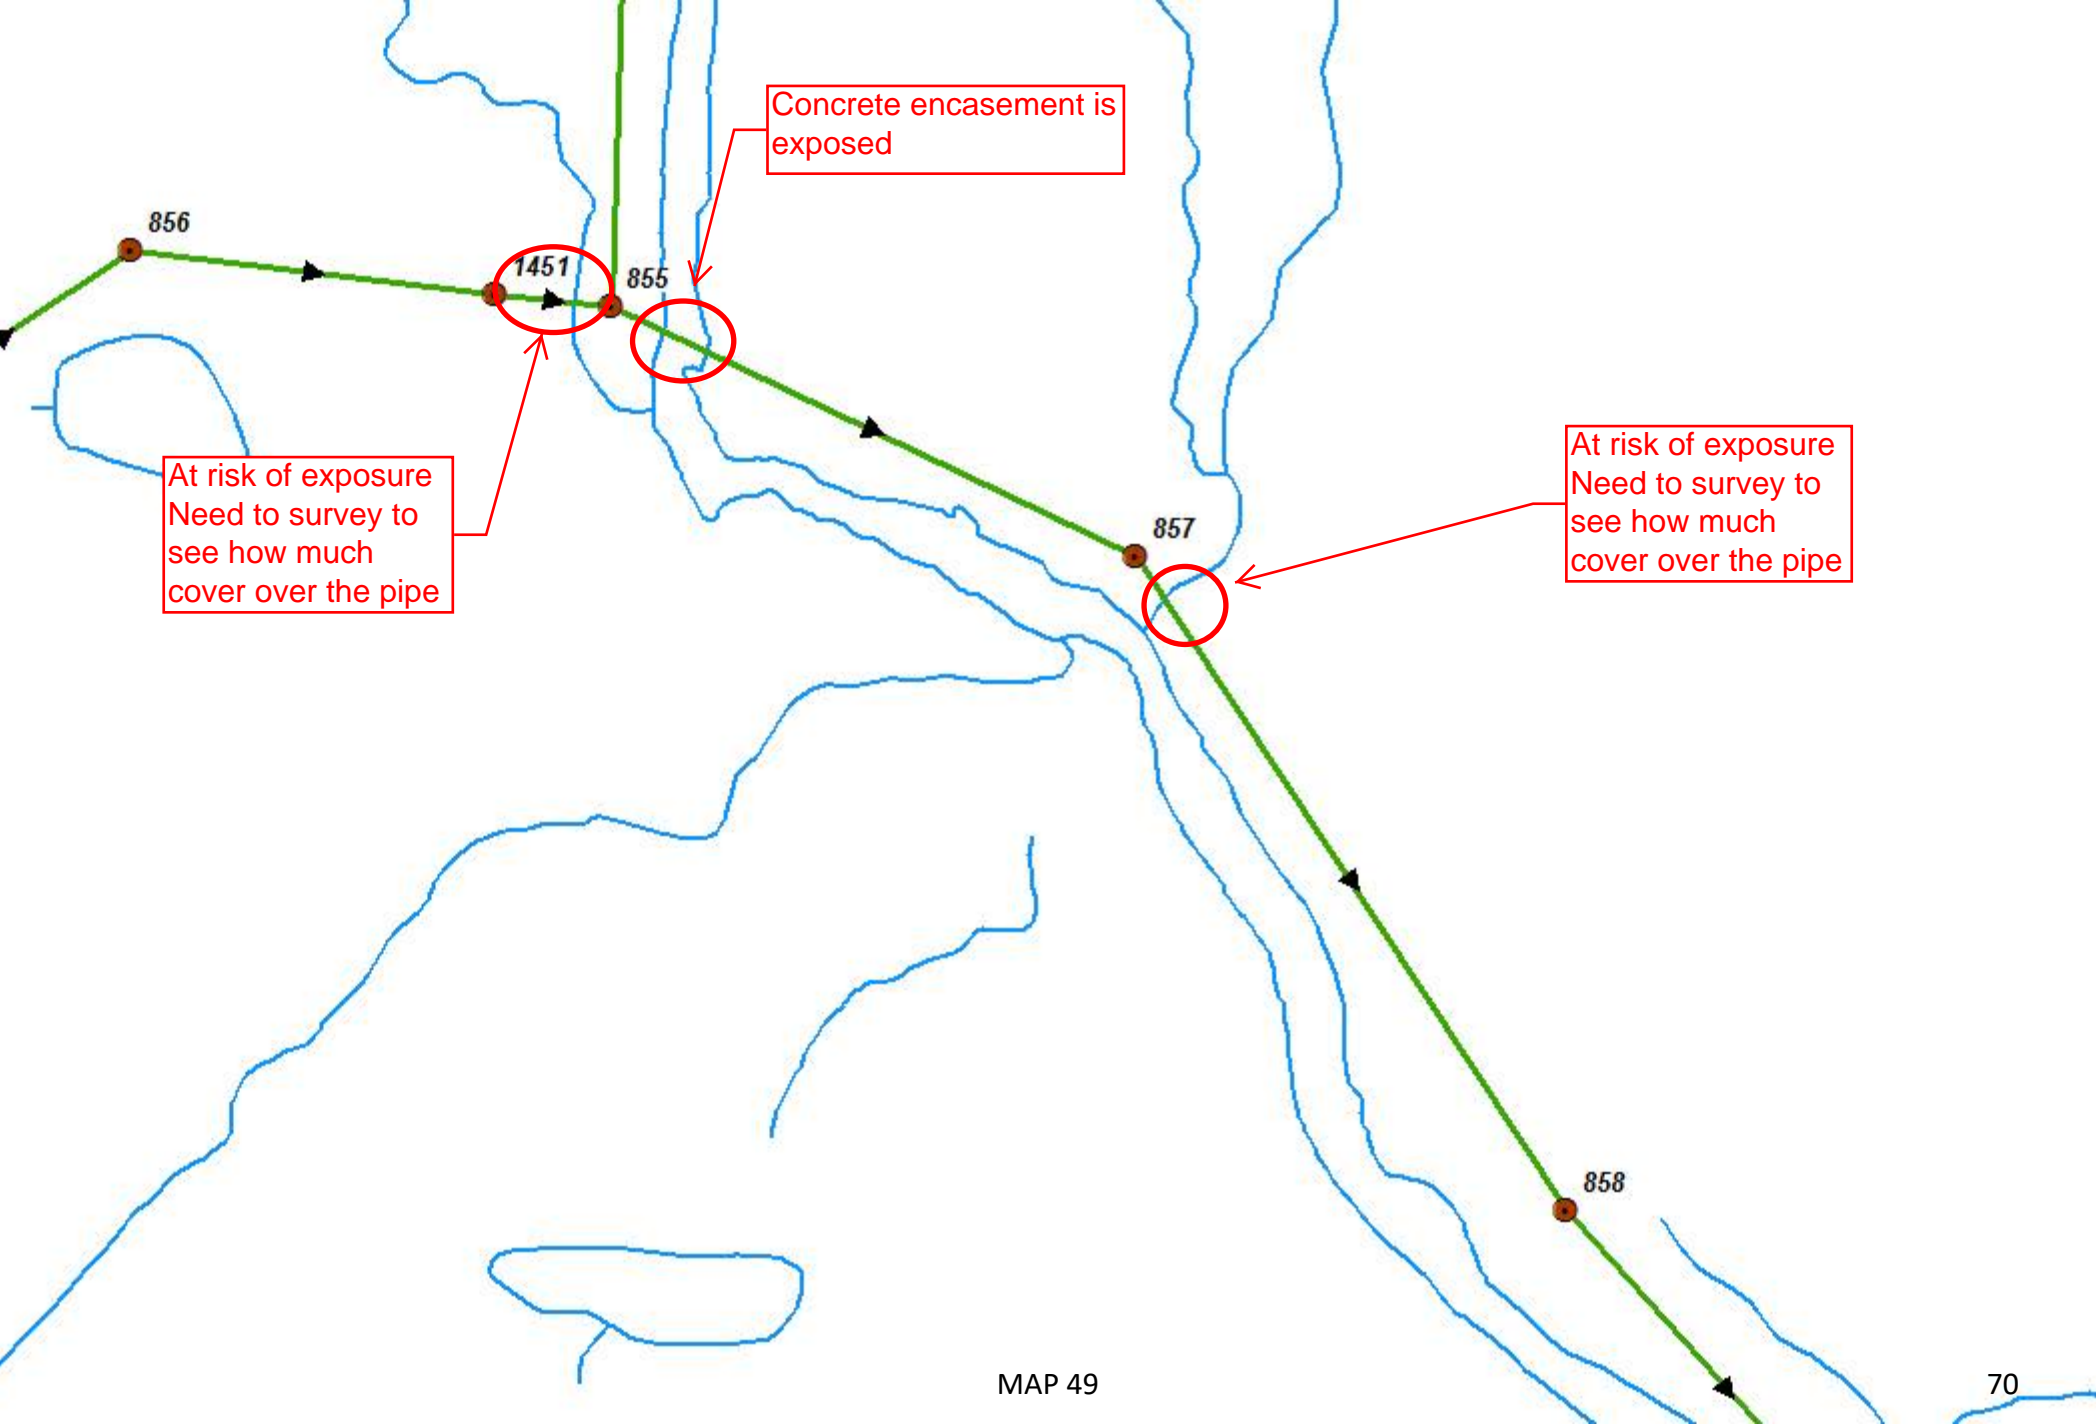 Concrete encasement is
exposed
856
1451
855
At risk of exposure
Need to survey to
see how much
cover over the pipe
857
At risk of exposure
Need to survey to
see how much
cover over the pipe
858
MAP 49
70